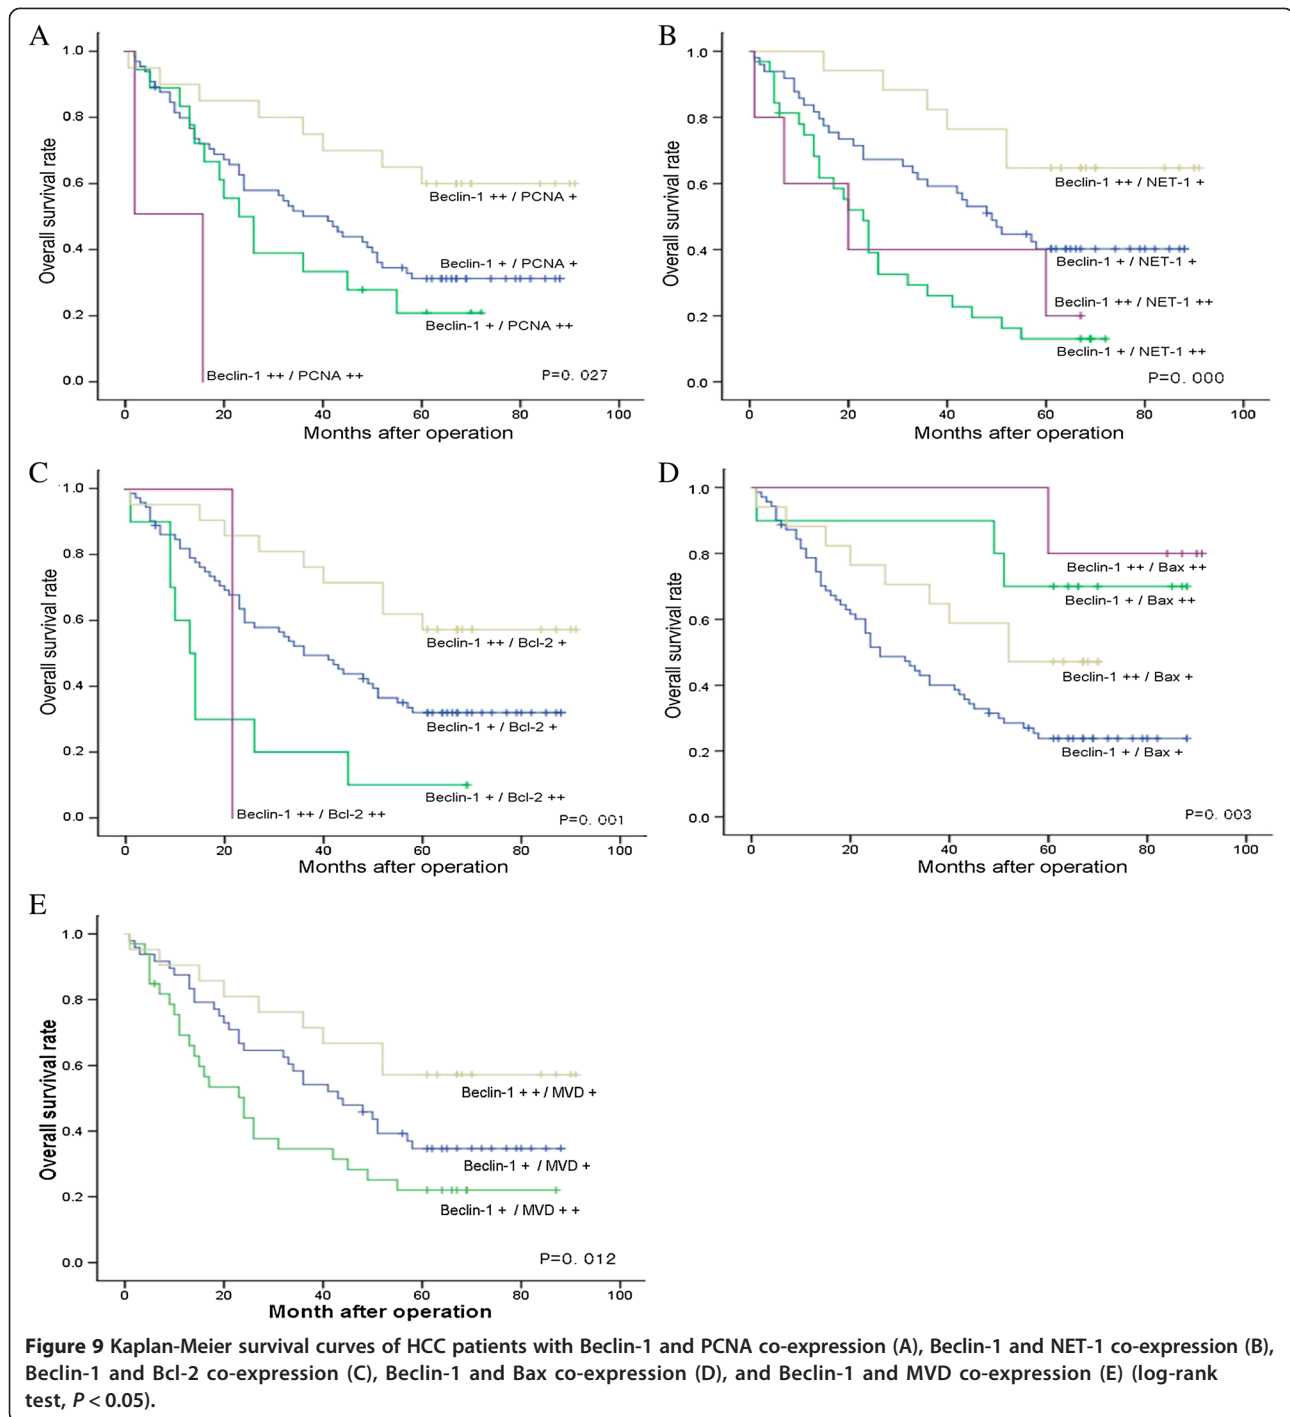 A
Overall survival rate
1.0
0.8
0.6
0.4
0.2
0.0
Beclin-1 ++ / PCNA +
Beclin-1 + / PCNA +
Beclin-1 + / PCNA ++
Beclin-1 ++ / PCNA ++
P=0. 027
0 20 40 60 80 100
Months after operation
B
Overall survival rate
1.0
0.8
0.6
0.4
0.2
0.0
Beclin-1 ++ / NET-1 +
Beclin-1 + / NET-1 +
Beclin-1 ++ / NET-1 ++
Beclin-1 + / NET-1 ++
P=0. 000
0 20 40 60 80 100
Months after operation
C
Overall survival rate
1.0
0.8
0.6
0.4
0.2
0.0
Beclin-1 ++ / Bcl-2 +
Beclin-1 + / Bcl-2 +
Beclin-1 + / Bcl-2 ++
Beclin-1 ++ / Bcl-2 ++
P=0. 001
0 20 40 60 80 100
Months after operation
D
Overall survival rate
1.0
0.8
0.6
0.4
0.2
0.0
Beclin-1 ++ / Bax ++
Beclin-1 + / Bax ++
Beclin-1 ++ / Bax +
Beclin-1 + / Bax +
P=0. 003
0 20 40 60 80 100
Months after operation
E
Overall survival rate
1.0
0.8
0.6
0.4
0.2
0.0
Beclin-1 + + / MVD +
Beclin-1 + / MVD +
Beclin-1 + / MVD + +
P=0. 012
0 20 40 60 80 100
Month after operation
Figure 9 Kaplan-Meier survival curves of HCC patients with Beclin-1 and PCNA co-expression (A), Beclin-1 and NET-1 co-expression (B),
Beclin-1 and Bcl-2 co-expression (C), Beclin-1 and Bax co-expression (D), and Beclin-1 and MVD co-expression (E) (log-rank
test, P < 0.05).